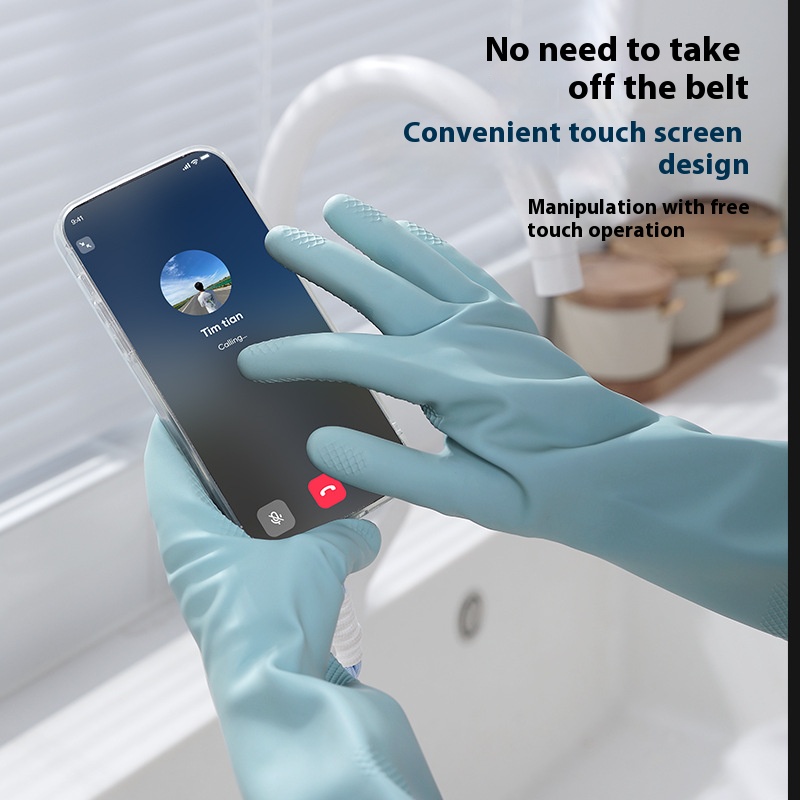 No need to take
off the belt
Convenient touch screen
design
Manipulation with free
touch operation
9:41
Tim tian
Calling...